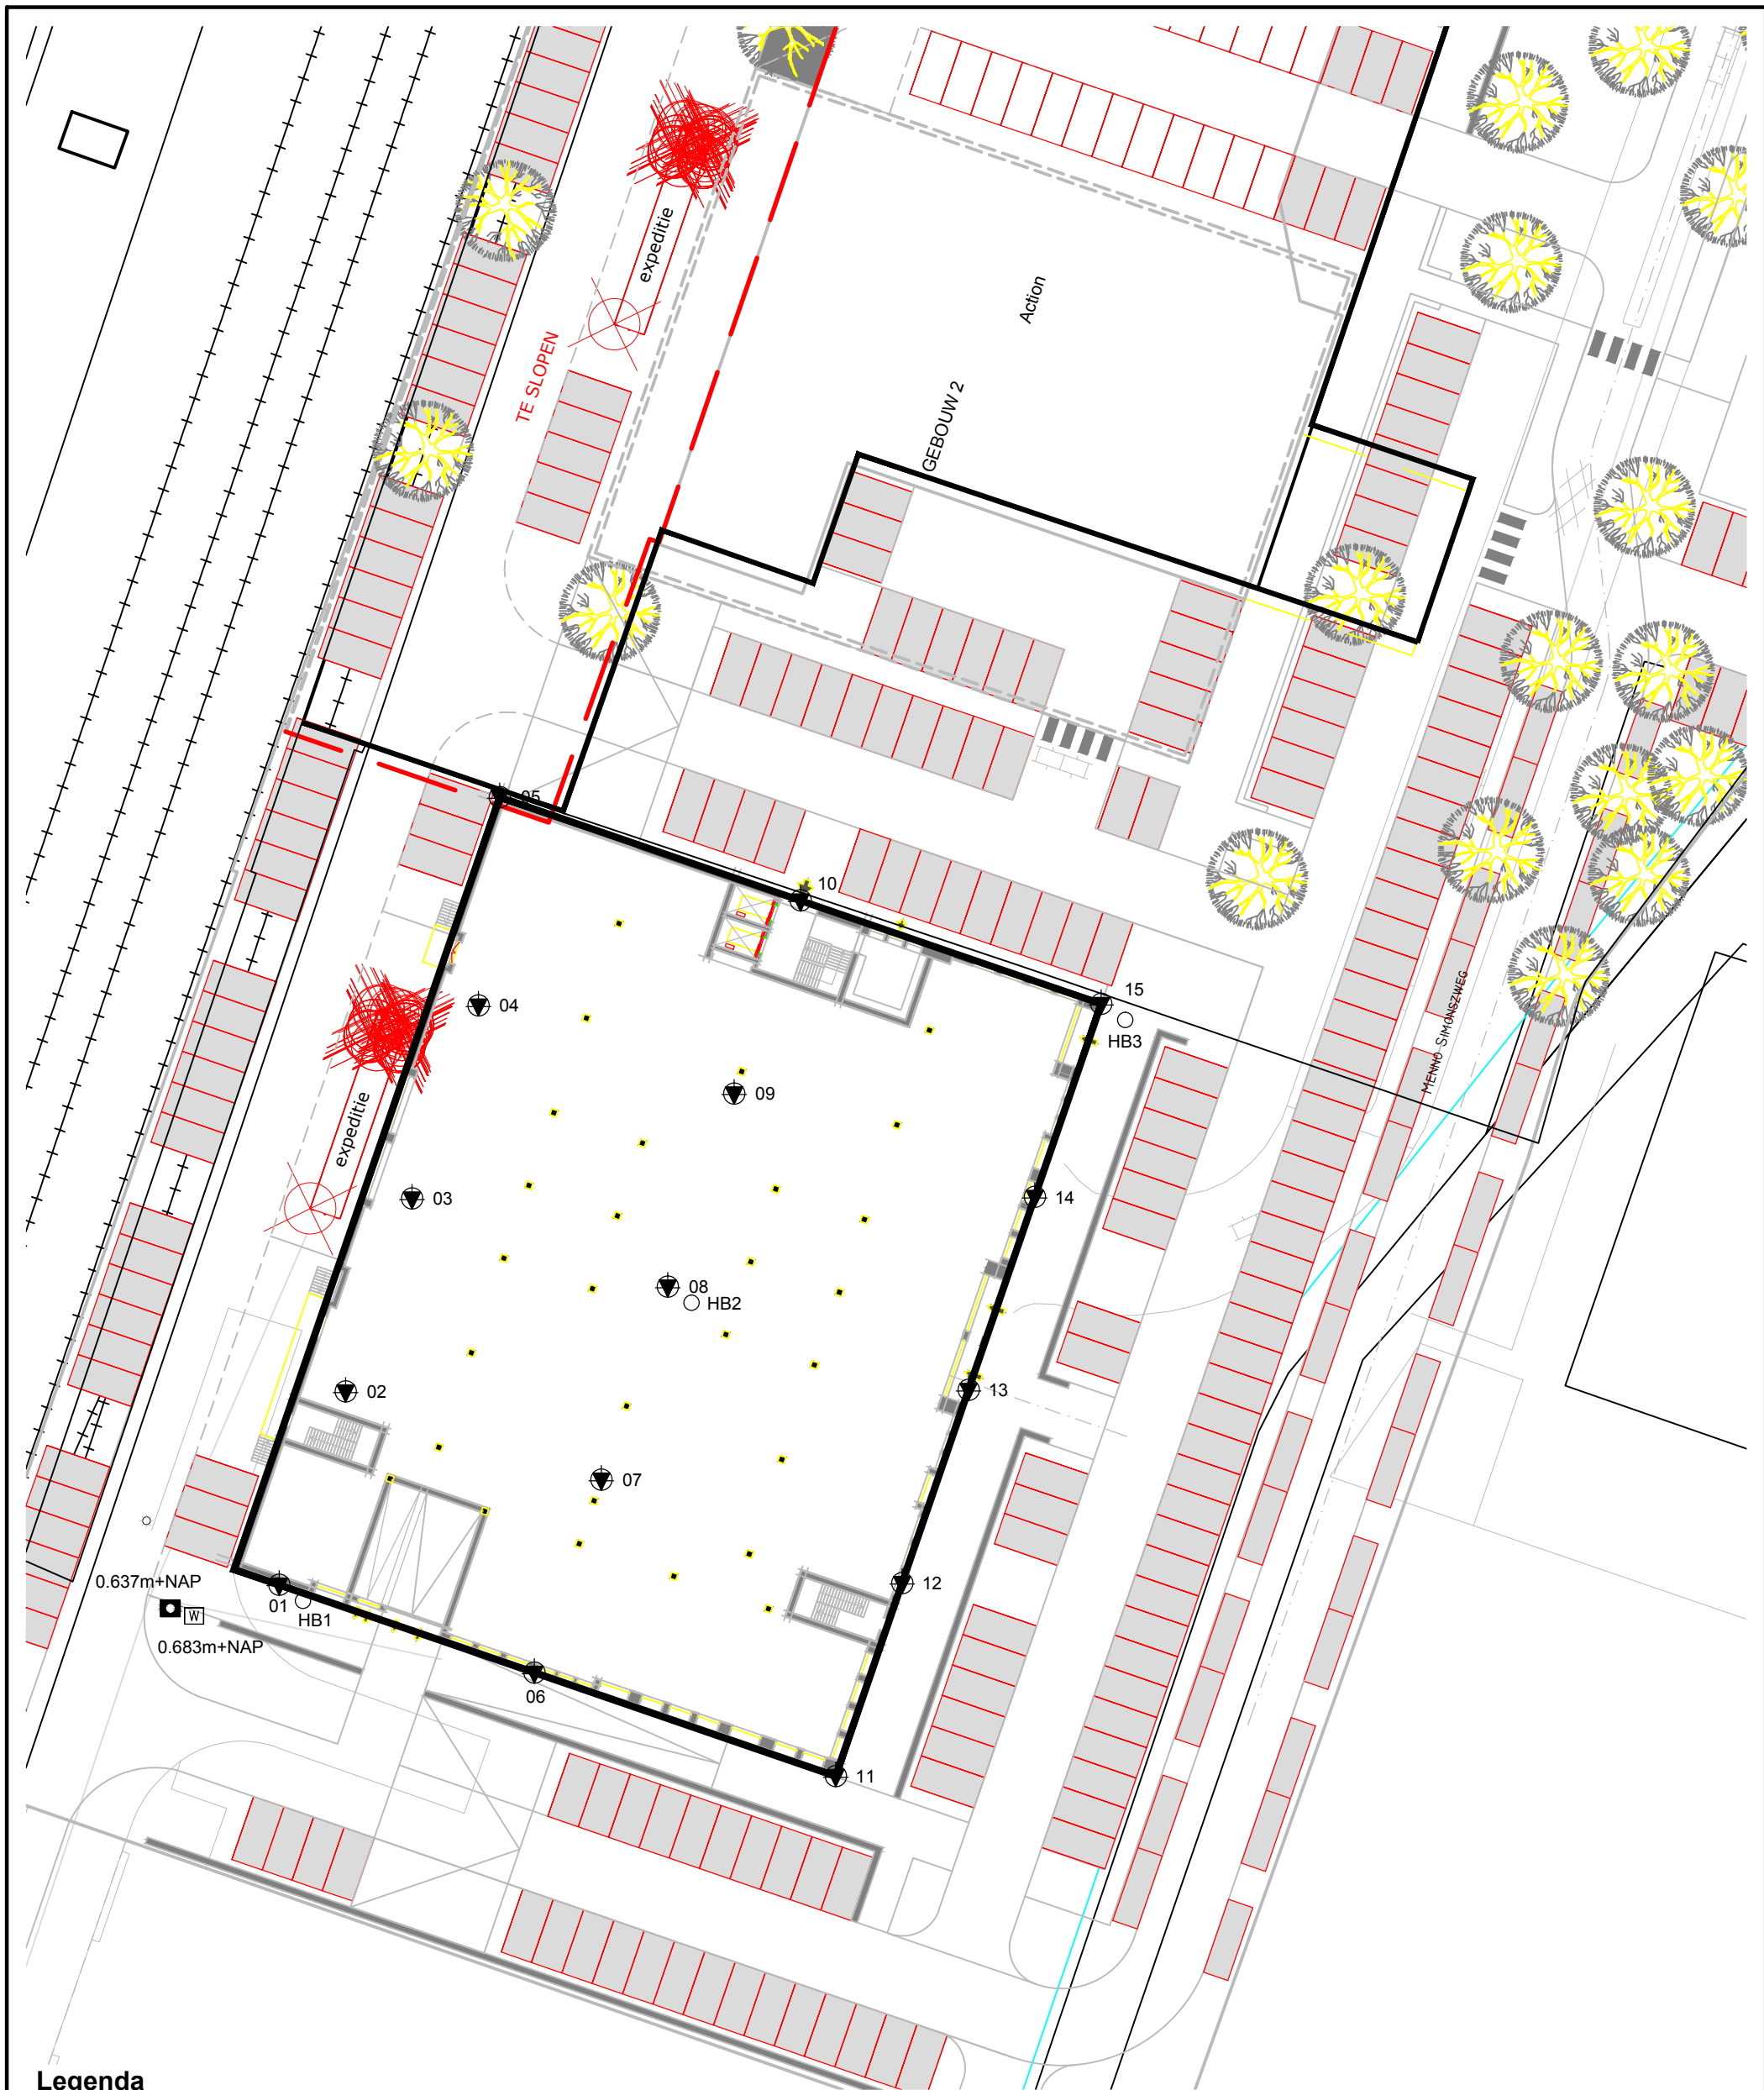 expeditie
TE SLOPEN
Action
GEBOUW 2
05
10
04
15
HB3
09
MENNO SIMONSZWEG
expeditie
03
14
08
HB2
02
13
07
0.637m+NAP
01
HB1
W
12
0.683m+NAP
06
11
Legenda